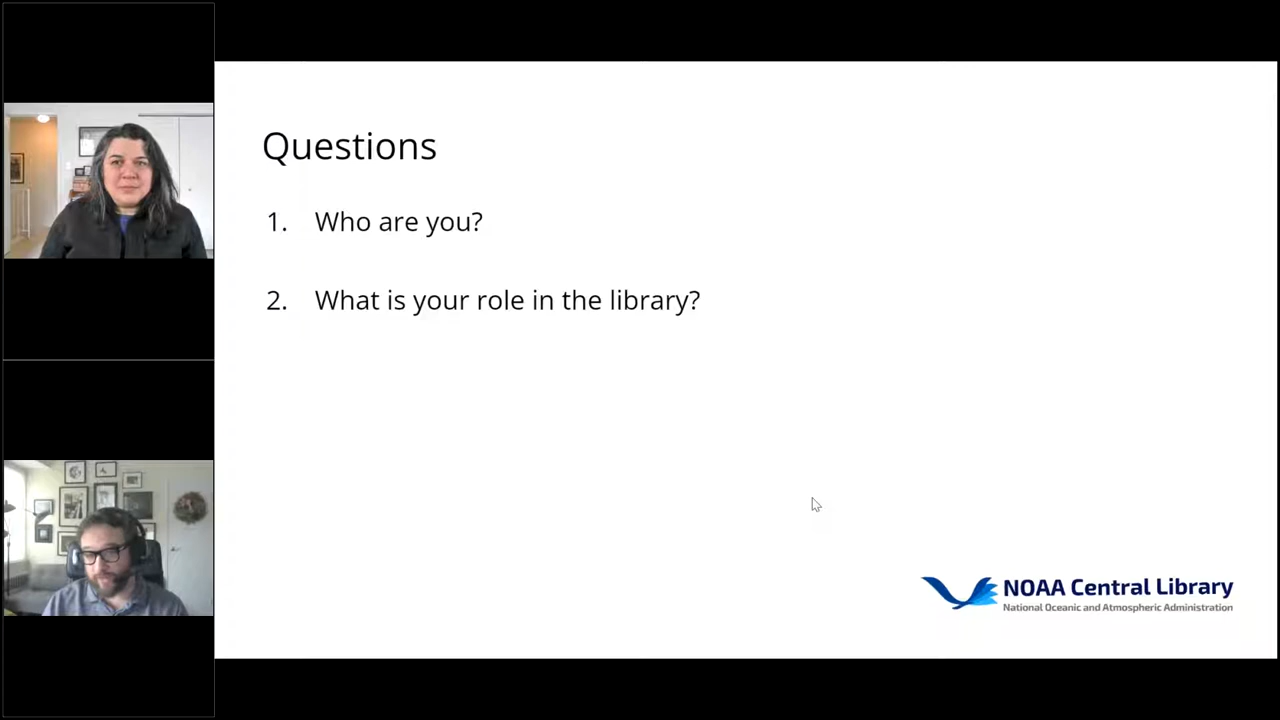 Questions
1. Who are you?
2. What is your role in the library?
NOAA Central Library
National Oceanic and Atmospheric Administration